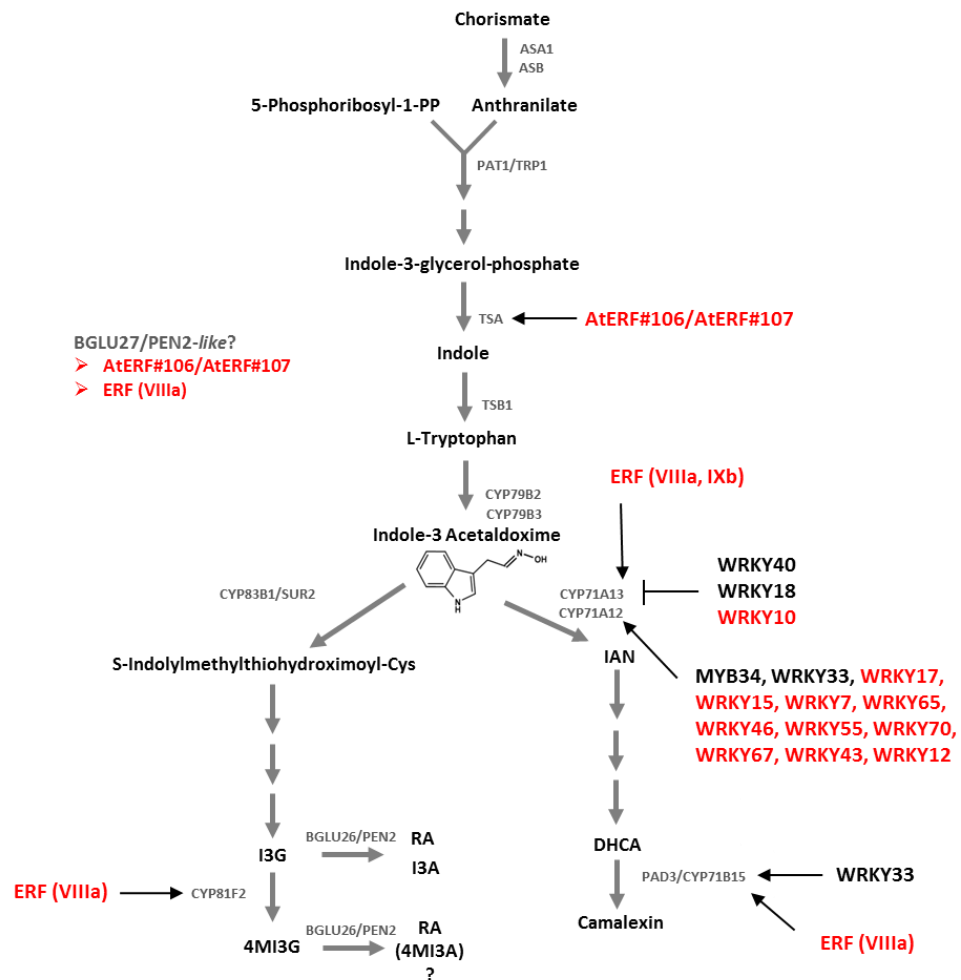 Chorismate
ASA1
ASB
5-Phosphoribosyl-1-PP
Anthranilate
PAT1/TRP1
Indole-3-glycerol-phosphate
TSA
AtERF#106/AtERF#107
BGLU27/PEN2-like?
➢ AtERF#106/AtERF#107
➢ ERF (VIIIa)
Indole
TSB1
L-Tryptophan
CYP79B2
CYP79B3
ERF (VIIIa, IXb)
Indole-3 Acetaldoxime
N
OH
N
H
CYP83B1/SUR2
CYP71A13
CYP71A12
WRKY40
WRKY18
WRKY10
S-Indolylmethylthiohydroximoyl-Cys
IAN
MYB34, WRKY33, WRKY17,
WRKY15, WRKY7, WRKY65,
WRKY46, WRKY55, WRKY70,
WRKY67, WRKY43, WRKY12
I3G
BGLU26/PEN2
RA
I3A
DHCA
ERF (VIIIa)
CYP81F2
PAD3/CYP71B15
WRKY33
4MI3G
BGLU26/PEN2
RA
(4MI3A)
?
Camalexin
ERF (VIIIa)